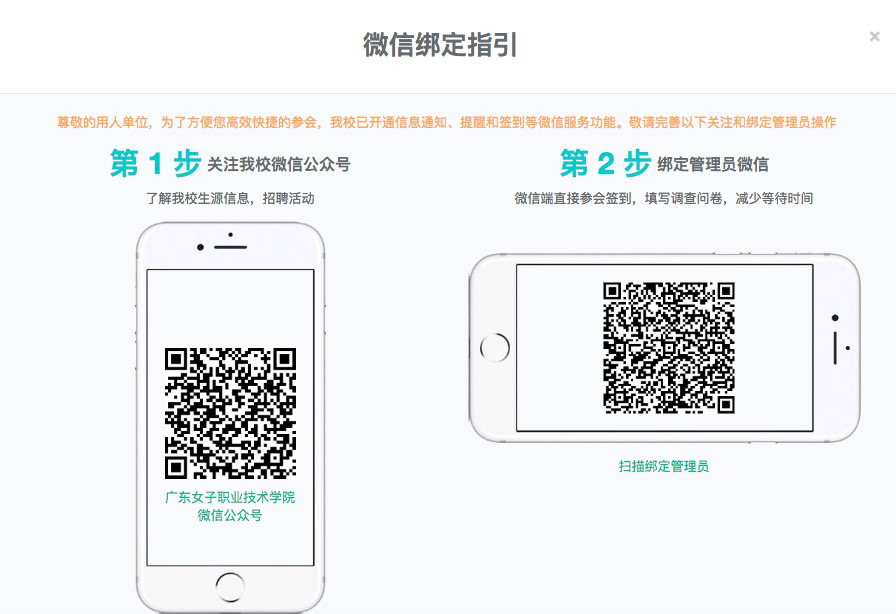 微信绑定指引
×
尊敬的用人单位，为了方便您高效快捷的参会，我校已开通信息通知、提醒和签到等微信服务功能。敬请完善以下关注和绑定管理员操作
第 1 步 关注我校微信公众号
了解我校生源信息，招聘活动
广东女子职业技术学院
微信公众号
第 2 步 绑定管理员微信
微信端直接参会签到，填写调查问卷，减少等待时间
扫描绑定管理员